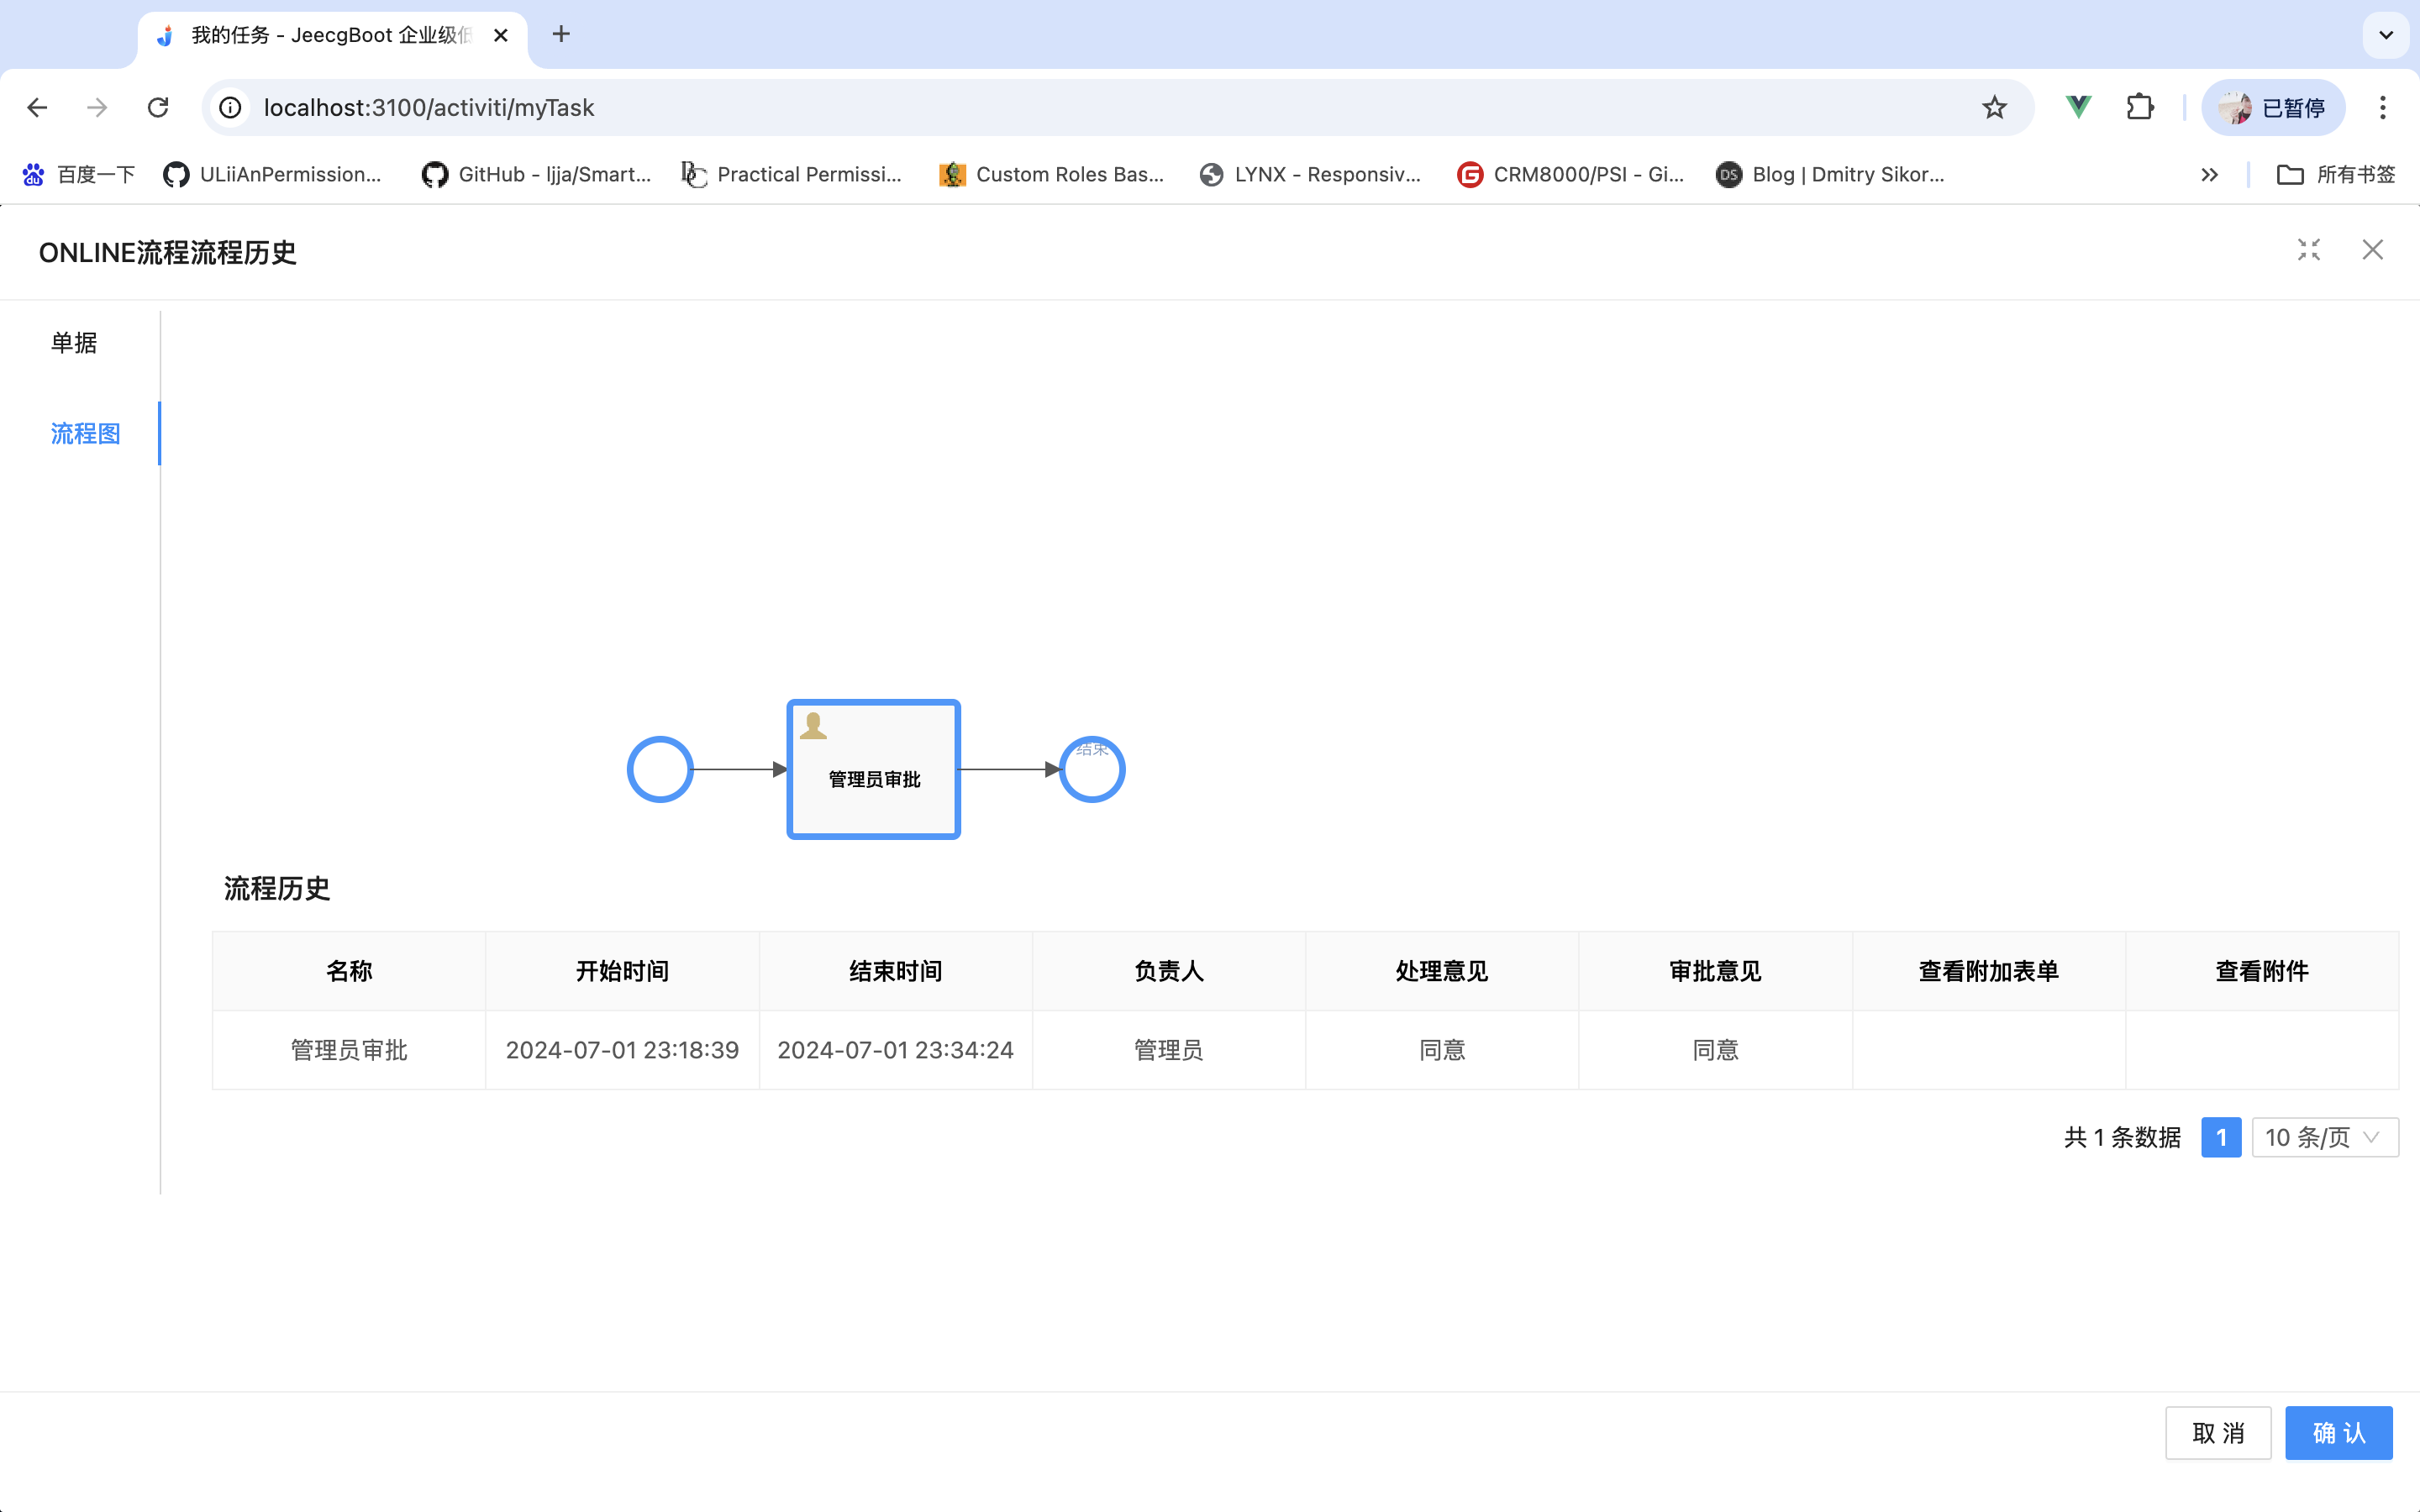 我的任务 - JeecgBoot 企业级低
localhost:3100/activiti/myTask
已暂停
百度一下
ULiiAnPermission...
GitHub - ljja/Smart...
Practical Permissi...
Custom Roles Bas...
LYNX - Responsiv...
CRM8000/PSI - Gi...
DS
Blog | Dmitry Sikor...
所有书签
ONLINE流程流程历史
单据
流程图
管理员审批
结束
流程历史
名称 开始时间 结束时间 负责人 处理意见 审批意见 查看附加表单 查看附件
管理员审批 2024-07-01 23:18:39 2024-07-01 23:34:24 管理员 同意 同意
共 1 条数据 1 10 条/页
取 消 确 认